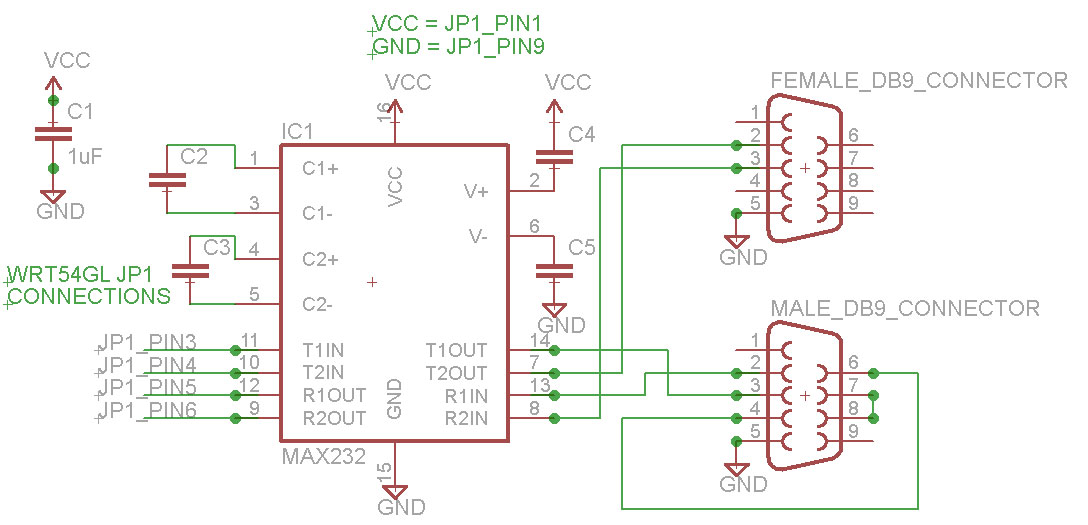 VCC = JP1_PIN1
GND = JP1_PIN9
VCC
C1
1uF
GND
WRT54GL JP1
CONNECTIONS
C2
C3
IC1
VCC
16
1 C1+
3 C1-
4 C2+
5 C2-
VCC
V+ 2
V- 6
JP1_PIN3 11 T1IN
JP1_PIN4 10 T2IN
JP1_PIN5 12 R1OUT
JP1_PIN6 9 R2OUT
GND
T1OUT 14
T2OUT 7
R1IN 13
R2IN 8
MAX232
15
GND
VCC
C4
C5
GND
FEMALE_DB9_CONNECTOR
1
2 6
3 7
4 8
5 9
GND
MALE_DB9_CONNECTOR
1
2 6
3 7
4 8
5 9
GND